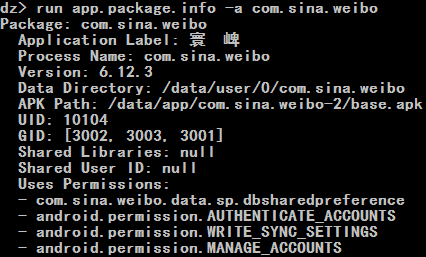 dz> run app.package.info -a com.sina.weibo
Package: com.sina.weibo
Application Label: 寰 崥
Process Name: com.sina.weibo
Version: 6.12.3
Data Directory: /data/user/0/com.sina.weibo
APK Path: /data/app/com.sina.weibo-2/base.apk
UID: 10104
GID: [3002, 3003, 3001]
Shared Libraries: null
Shared User ID: null
Uses Permissions:
- com.sina.weibo.data.sp.dbsharedpreference
- android.permission.AUTHENTICATE_ACCOUNTS
- android.permission.WRITE_SYNC_SETTINGS
- android.permission.MANAGE_ACCOUNTS